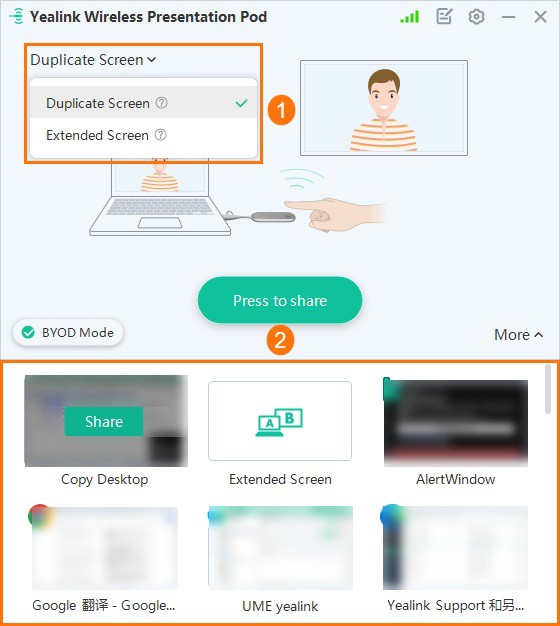 Yealink Wireless Presentation Pod
Duplicate Screen
Duplicate Screen
Extended Screen
1
Press to share
2
BYOD Mode
More
Share
A B
Copy Desktop
Extended Screen
AlertWindow
Google 翻译 - Google...
UME yealink
Yealink Support 和另...